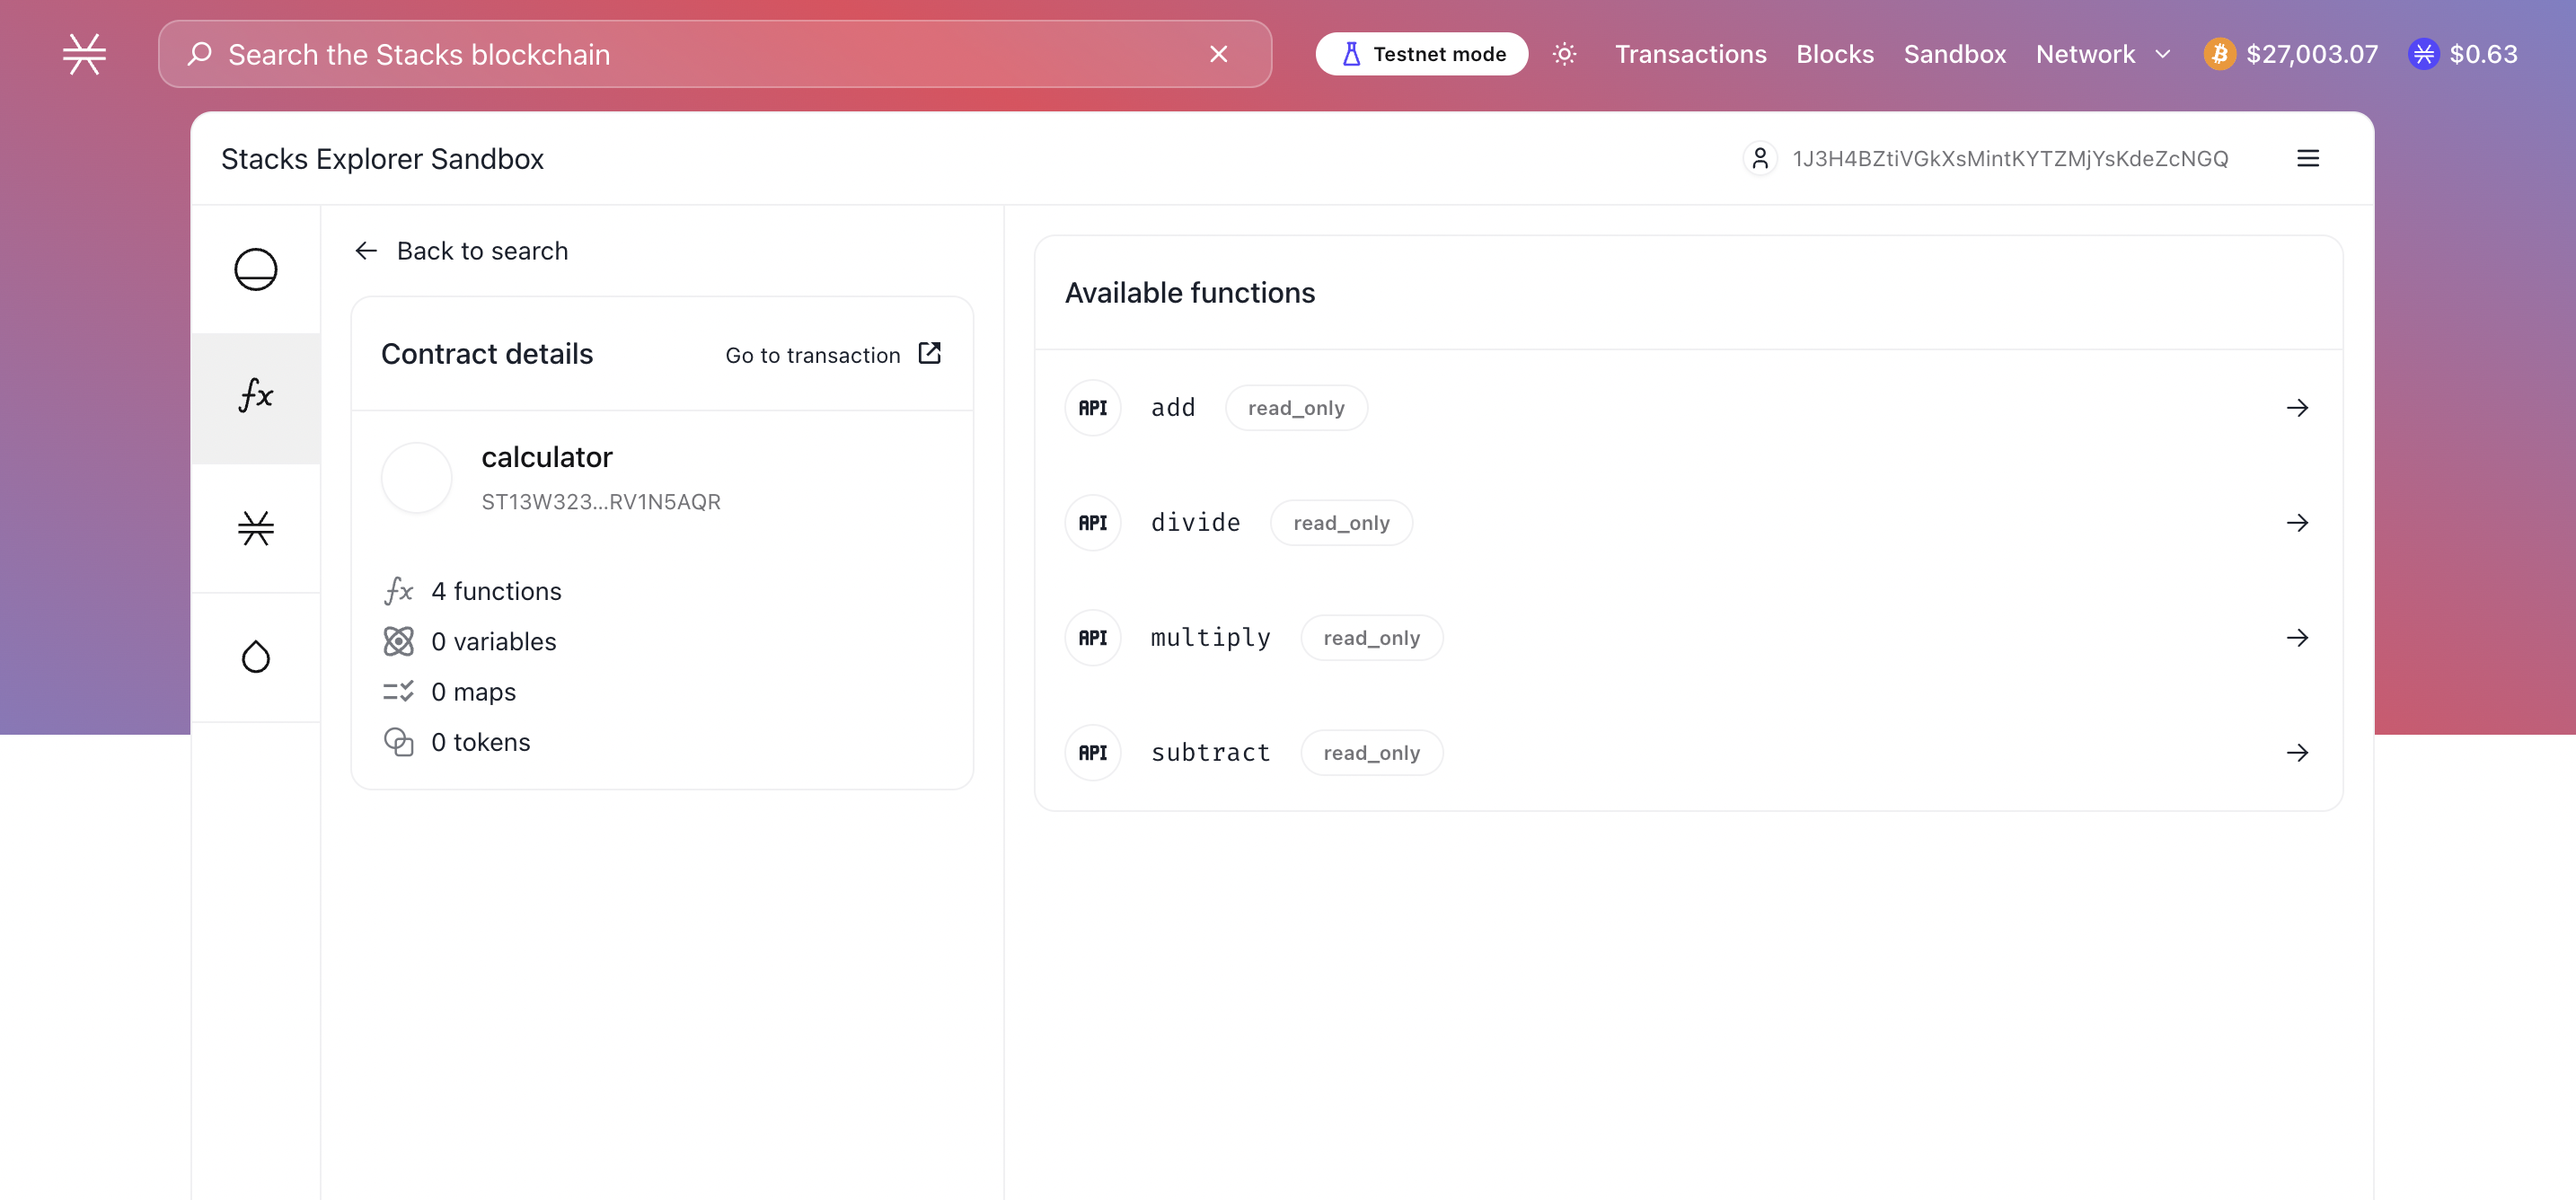 Search the Stacks blockchain
Testnet mode
Transactions
Blocks
Sandbox
Network
$27,003.07
$0.63
Stacks Explorer Sandbox
1J3H4BZtiVGkXsMintKYTZMjYsKdeZcNGQ
Back to search
Contract details
Go to transaction
calculator
ST13W323...RV1N5AQR
4 functions
0 variables
0 maps
0 tokens
Available functions
API add read_only
API divide read_only
API multiply read_only
API subtract read_only